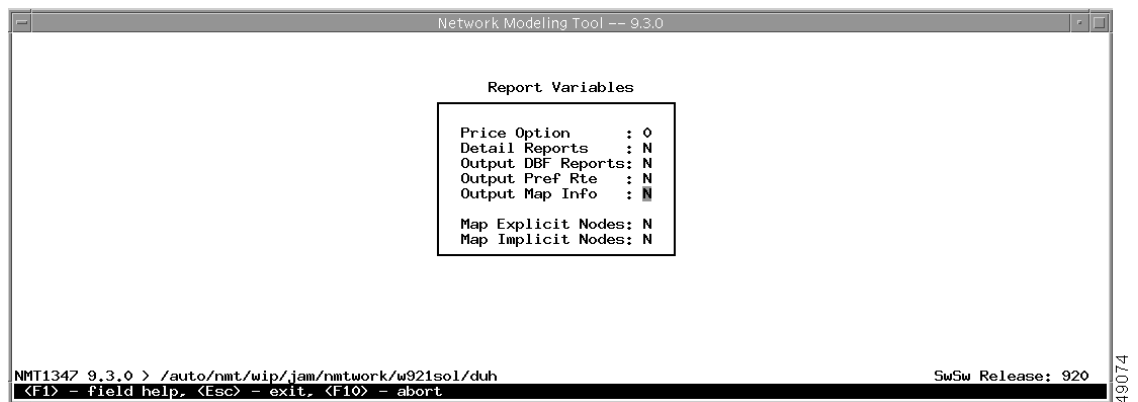 Network Modeling Tool -- 9.3.0
Report Variables
Price Option : 0
Detail Reports : N
Output DBF Reports: N
Output Pref Rte : N
Output Map Info : N
Map Explicit Nodes: N
Map Implicit Nodes: N
NMT1347 9.3.0 > /auto/nmt/wip/jam/nmtwork/w921sol/duh SwSw Release: 920
<F1> - field help, <Esc> - exit, <F10> - abort
49074